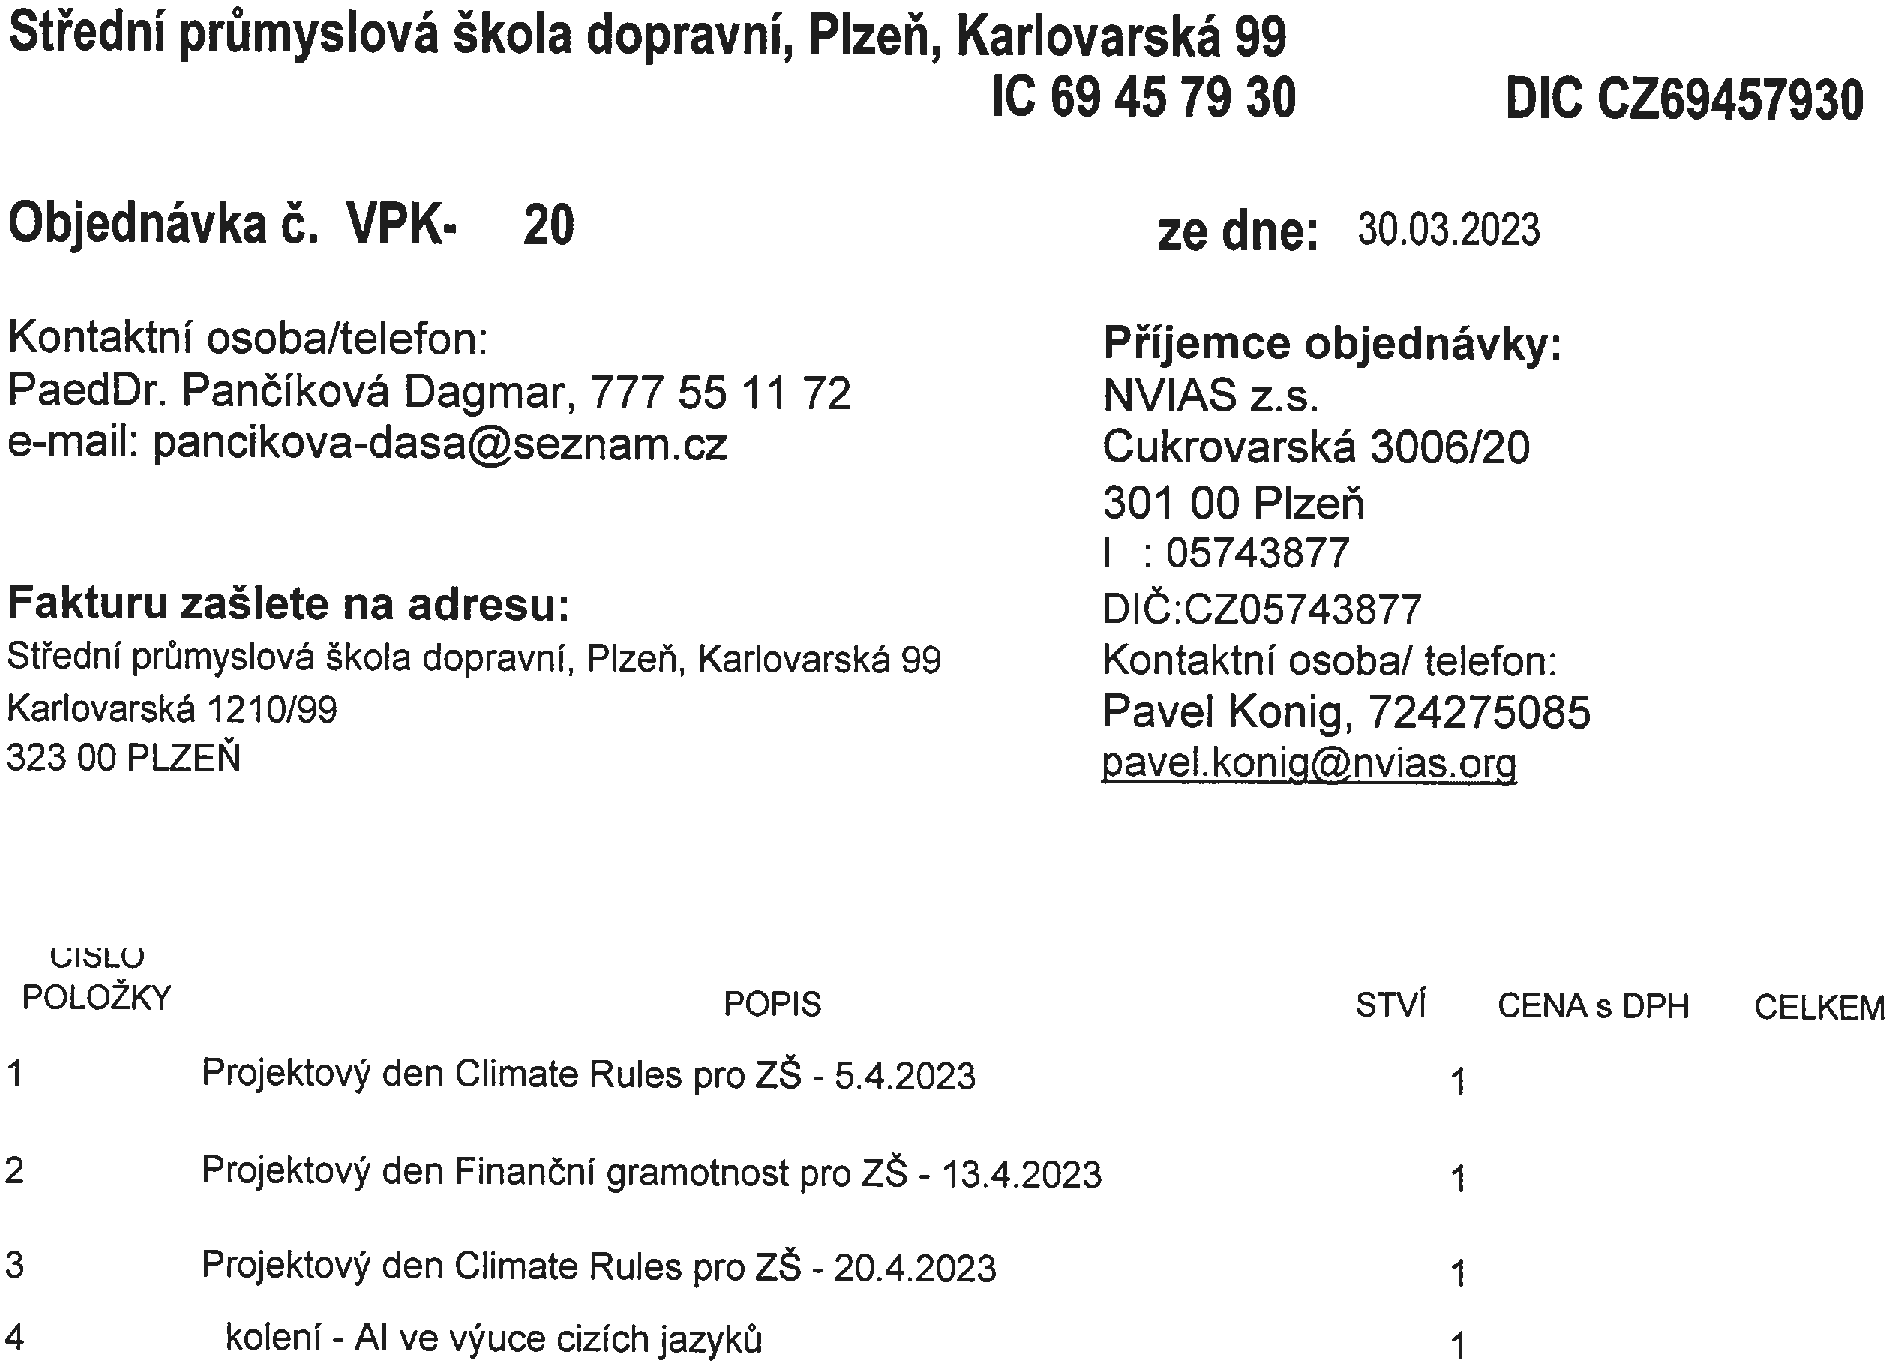 Střední průmyslová škola dopravní, Plzeň, Karlovarská 99
IC 69 45 79 30 DIC CZ69457930
Objednávka č. VPK- 20 ze dne: 30.03.2023
Kontaktní osoba/telefon:
PaedDr. Pančíková Dagmar, 777 55 11 72
e-mail: pancikova-dasa@seznam.cz
Příjemce objednávky:
NVIAS z.s.
Cukrovarská 3006/20
301 00 Plzeň
I : 05743877
DIČ:CZ05743877
Kontaktní osoba/ telefon:
Pavel Konig, 724275085
pavel.konig@nvias.org
Fakturu zašlete na adresu:
Střední průmyslová škola dopravní, Plzeň, Karlovarská 99
Karlovarská 1210/99
323 00 PLZEŇ
CISLO
POLOŽKY POPIS STVÍ CENA s DPH CELKEM
1 Projektový den Climate Rules pro ZŠ - 5.4.2023 1
2 Projektový den Finanční gramotnost pro ZŠ - 13.4.2023 1
3 Projektový den Climate Rules pro ZŠ - 20.4.2023 1
4 kolení - AI ve výuce cizích jazyků 1